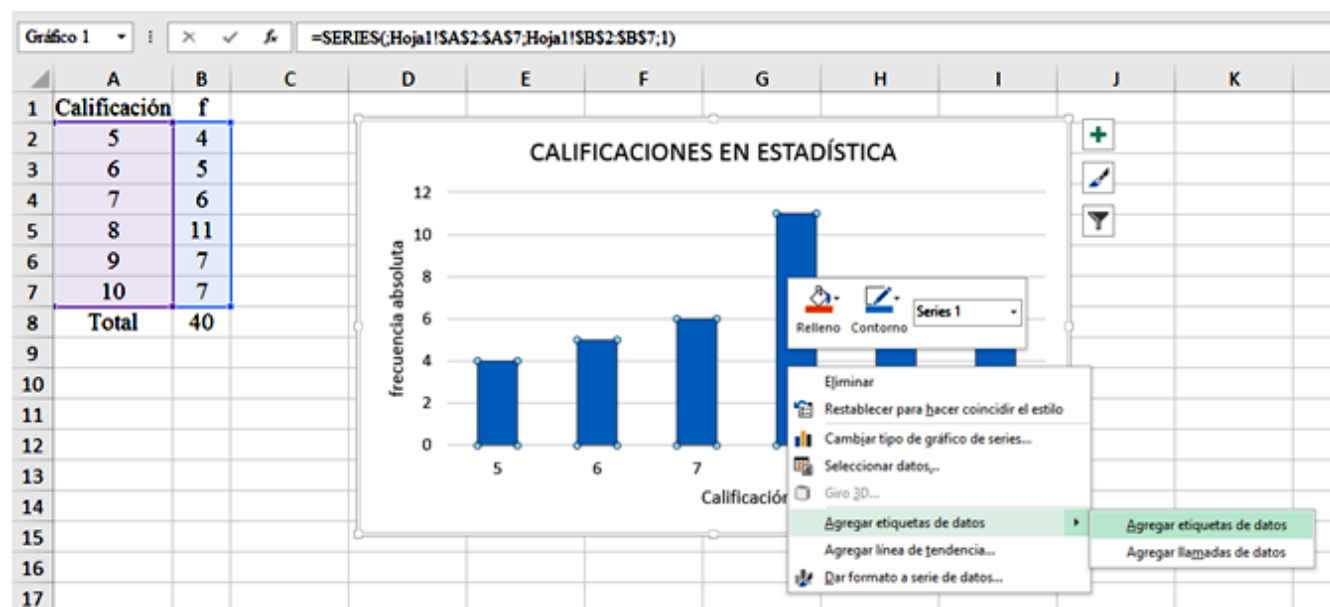 Gráfico 1 =SERIES(;Hoja1!$A$2:$A$7;Hoja1!$B$2:$B$7;1)
A B C D E F G H I J K
1 Calificación f
2 5 4
3 6 5
4 7 6
5 8 11
6 9 7
7 10 7
8 Total 40
9
10
11
12
13
14
15
16
17
CALIFICACIONES EN ESTADÍSTICA
frecuencia absoluta
12
10
8
6
4
2
0
5 6 7
Calificación
Relleno Contorno Series 1
Eliminar
Restablecer para hacer coincidir el estilo
Cambiar tipo de gráfico de series...
Seleccionar datos...
Giro 3D...
Agregar etiquetas de datos
Agregar línea de tendencia...
Dar formato a serie de datos...
Agregar etiquetas de datos
Agregar llamadas de datos